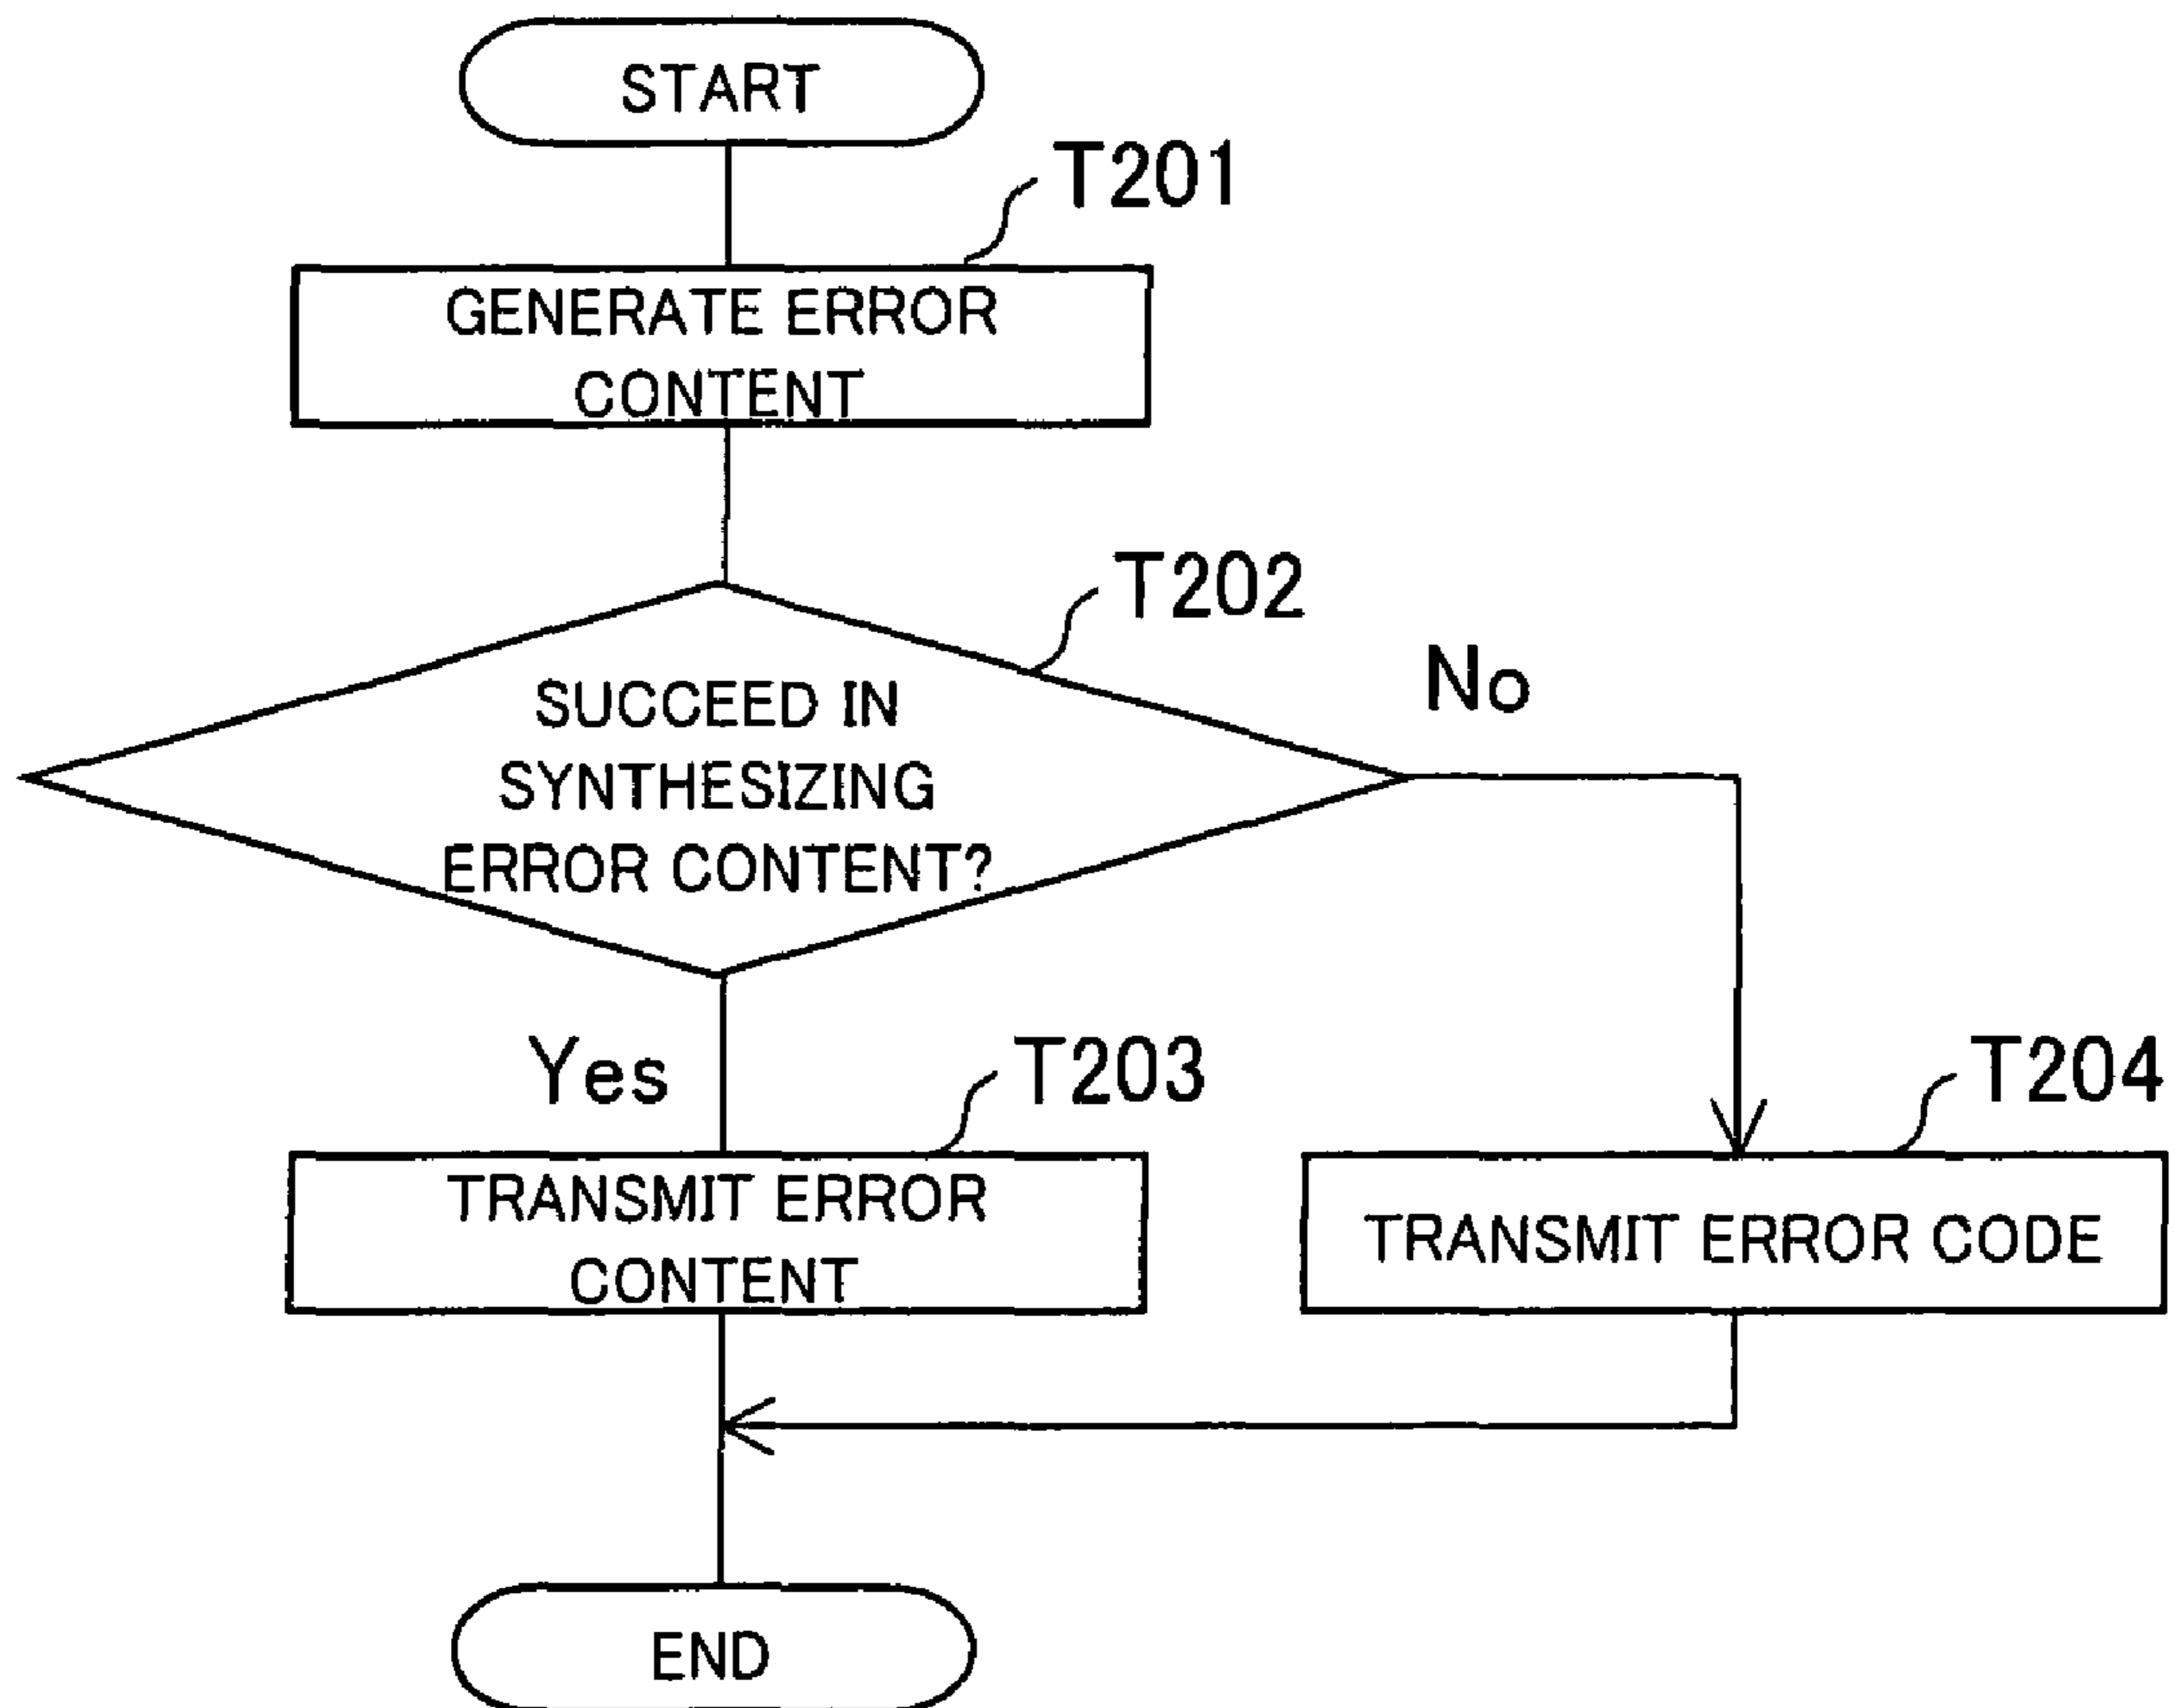 START
T201
GENERATE ERROR
CONTENT
T202
SUCCEED IN
SYNTHESIZING
ERROR CONTENT?
No
Yes
T203
T204
TRANSMIT ERROR
CONTENT
TRANSMIT ERROR CODE
END